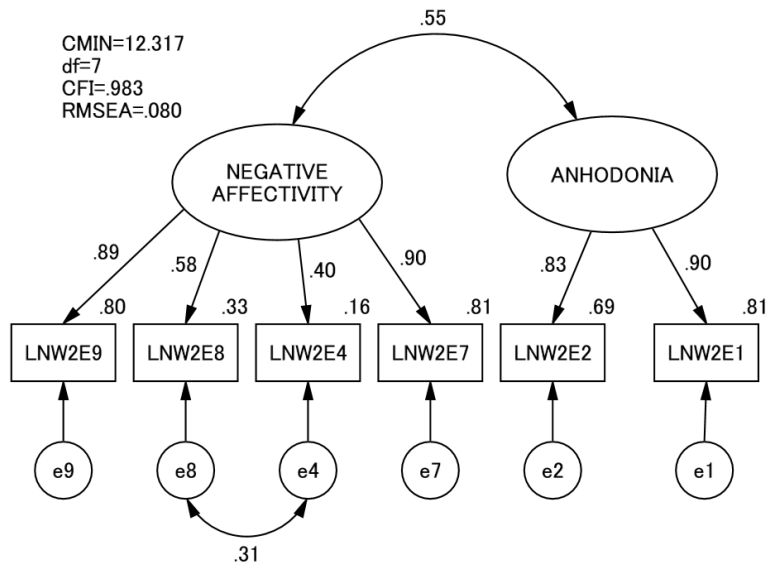 .55
CMIN=12.317
df=7
CFI=.983
RMSEA=.080
NEGATIVE
AFFECTIVITY
ANHODONIA
.89
.58
.40
.90
.83
.90
.80
.33
.16
.81
.69
.81
LNW2E9
LNW2E8
LNW2E4
LNW2E7
LNW2E2
LNW2E1
e9
e8
e4
e7
e2
e1
.31